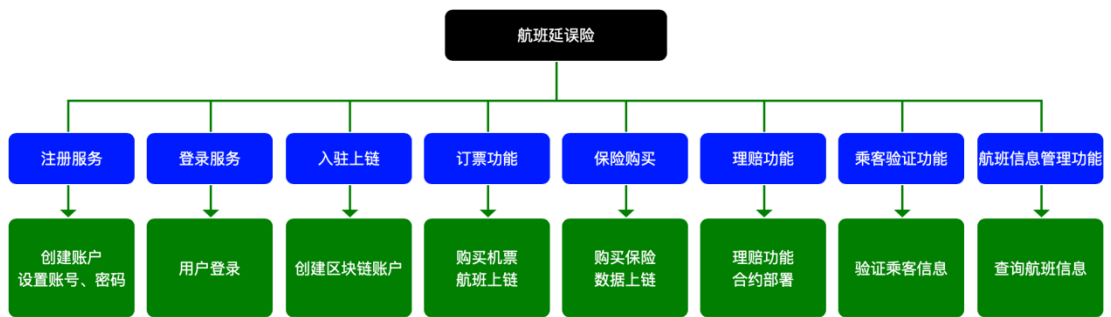 航班延误险
注册服务
登录服务
入驻上链
订票功能
保险购买
理赔功能
乘客验证功能
航班信息管理功能
创建账户
设置账号、密码
用户登录
创建区块链账户
购买机票
航班上链
购买保险
数据上链
理赔功能
合约部署
验证乘客信息
查询航班信息